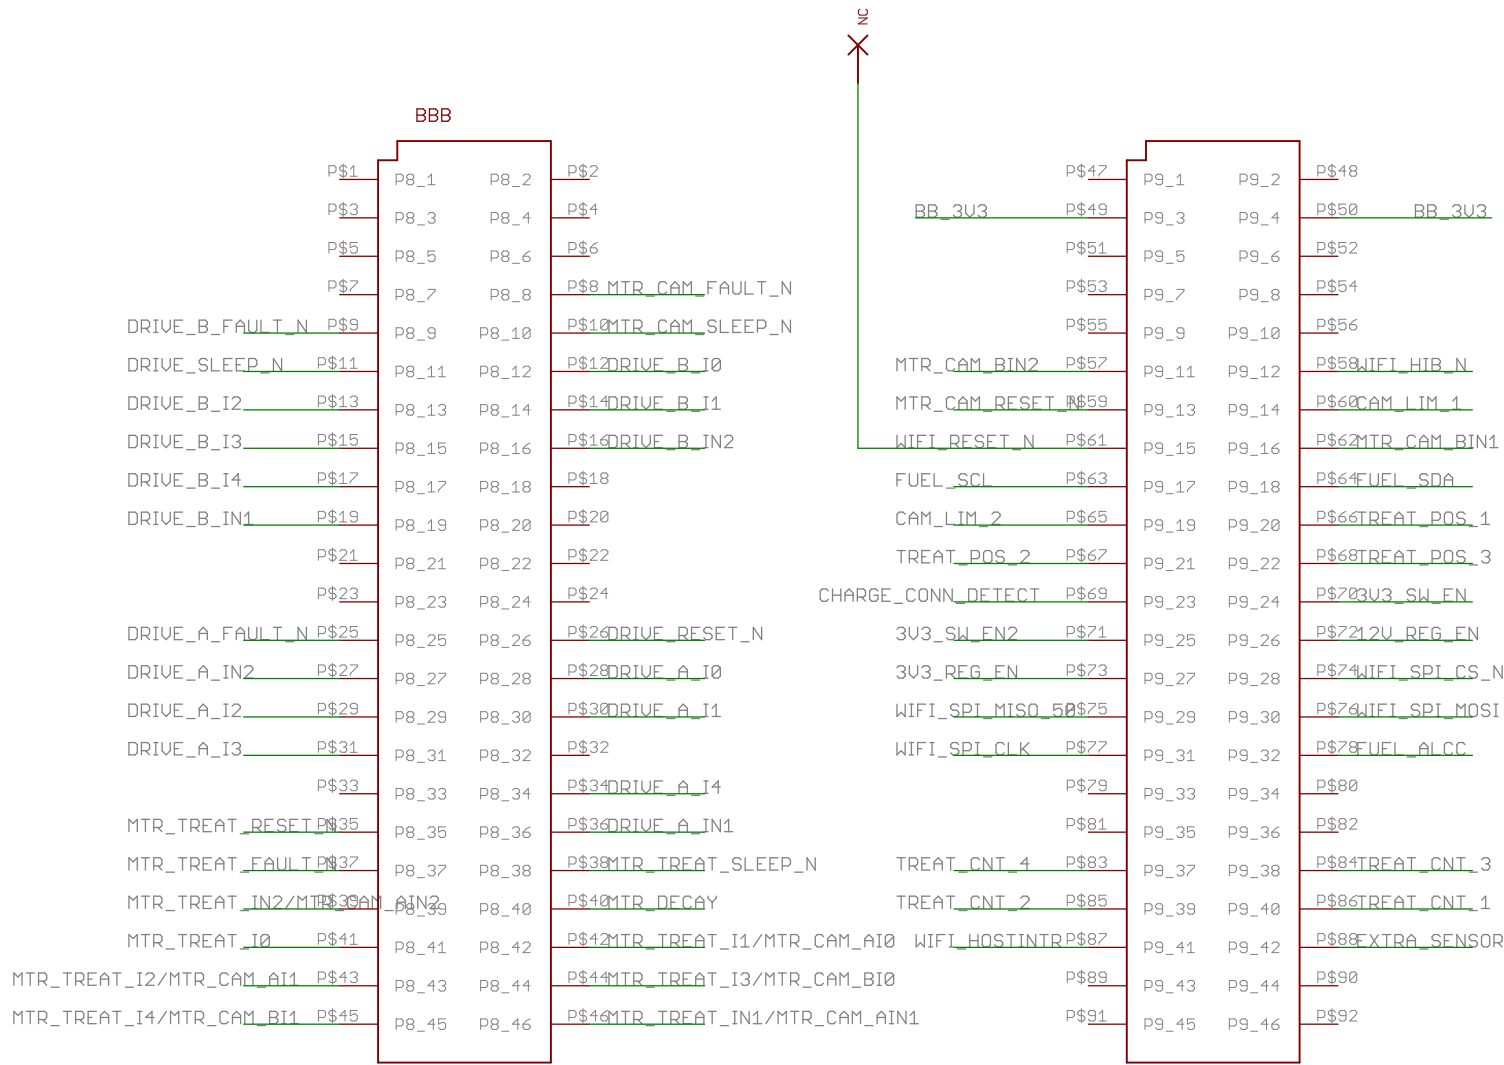 NC
BBB
P$1 P8_1 P8_2 P$2 P$47 P9_1 P9_2 P$48
P$3 P8_3 P8_4 P$4 BB_3V3 P$49 P9_3 P9_4 P$50 BB_3V3
P$5 P8_5 P8_6 P$6 P$51 P9_5 P9_6 P$52
P$7 P8_7 P8_8 P$8 MTR_CAM_FAULT_N P$53 P9_7 P9_8 P$54
DRIVE_B_FAULT_N P$9 P8_9 P8_10 P$10 MTR_CAM_SLEEP_N P$55 P9_9 P9_10 P$56
DRIVE_SLEEP_N P$11 P8_11 P8_12 P$12 DRIVE_B_I0 MTR_CAM_BIN2 P$57 P9_11 P9_12 P$58 WIFI_HIB_N
DRIVE_B_I2 P$13 P8_13 P8_14 P$14 DRIVE_B_I1 MTR_CAM_RESET_N P$59 P9_13 P9_14 P$60 CAM_LIM_1
DRIVE_B_I3 P$15 P8_15 P8_16 P$16 DRIVE_B_IN2 WIFI_RESET_N P$61 P9_15 P9_16 P$62 MTR_CAM_BIN1
DRIVE_B_I4 P$17 P8_17 P8_18 P$18 FUEL_SCL P$63 P9_17 P9_18 P$64 FUEL_SDA
DRIVE_B_IN1 P$19 P8_19 P8_20 P$20 CAM_LIM_2 P$65 P9_19 P9_20 P$66 TREAT_POS_1
P$21 P8_21 P8_22 P$22 TREAT_POS_2 P$67 P9_21 P9_22 P$68 TREAT_POS_3
P$23 P8_23 P8_24 P$24 CHARGE_CONN_DETECT P$69 P9_23 P9_24 P$70 3V3_SW_EN
DRIVE_A_FAULT_N P$25 P8_25 P8_26 P$26 DRIVE_RESET_N 3V3_SW_EN2 P$71 P9_25 P9_26 P$72 12V_REG_EN
DRIVE_A_IN2 P$27 P8_27 P8_28 P$28 DRIVE_A_I0 3V3_REG_EN P$73 P9_27 P9_28 P$74 WIFI_SPI_CS_N
DRIVE_A_I2 P$29 P8_29 P8_30 P$30 DRIVE_A_I1 WIFI_SPI_MISO_50 P$75 P9_29 P9_30 P$76 WIFI_SPI_MOSI
DRIVE_A_I3 P$31 P8_31 P8_32 P$32 WIFI_SPI_CLK P$77 P9_31 P9_32 P$78 FUEL_ALCC
P$33 P8_33 P8_34 P$34 DRIVE_A_I4 P$79 P9_33 P9_34 P$80
MTR_TREAT_RESET_N P$35 P8_35 P8_36 P$36 DRIVE_A_IN1 P$81 P9_35 P9_36 P$82
MTR_TREAT_FAULT_N P$37 P8_37 P8_38 P$38 MTR_TREAT_SLEEP_N TREAT_CNT_4 P$83 P9_37 P9_38 P$84 TREAT_CNT_3
MTR_TREAT_IN2/MTR_CAM_AIN2 P$39 P8_39 P8_40 P$40 MTR_DECAY TREAT_CNT_2 P$85 P9_39 P9_40 P$86 TREAT_CNT_1
MTR_TREAT_I0 P$41 P8_41 P8_42 P$42 MTR_TREAT_I1/MTR_CAM_AI0 WIFI_HOSTINTR P$87 P9_41 P9_42 P$88 EXTRA_SENSOR
MTR_TREAT_I2/MTR_CAM_AI1 P$43 P8_43 P8_44 P$44 MTR_TREAT_I3/MTR_CAM_BI0 P$89 P9_43 P9_44 P$90
MTR_TREAT_I4/MTR_CAM_BI1 P$45 P8_45 P8_46 P$46 MTR_TREAT_IN1/MTR_CAM_AIN1 P$91 P9_45 P9_46 P$92